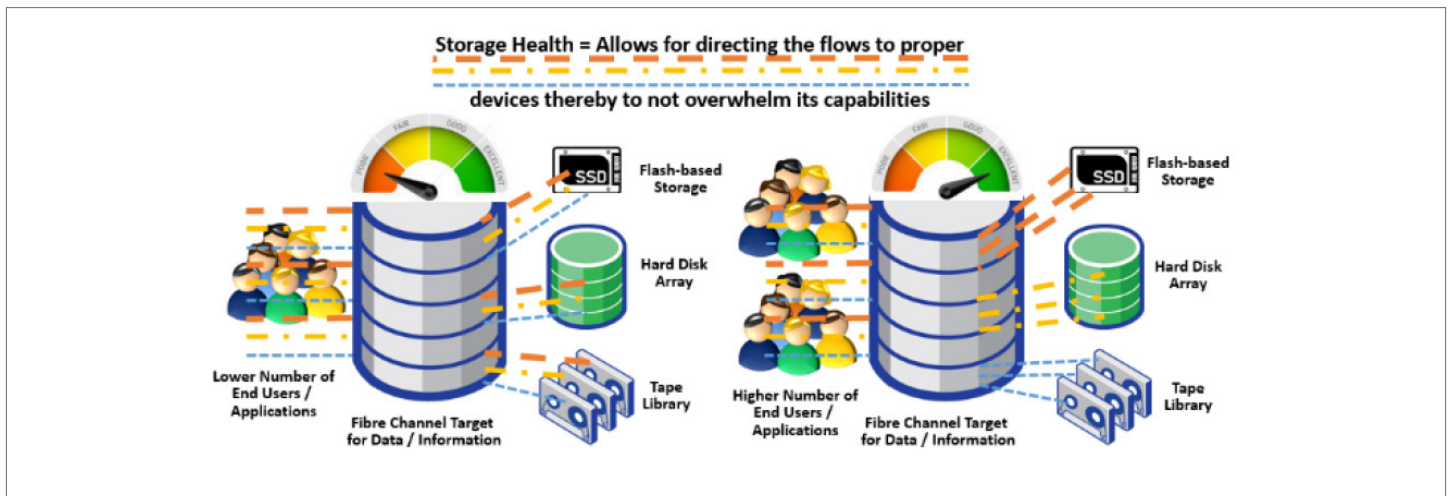 Storage Health = Allows for directing the flows to proper
devices thereby to not overwhelm its capabilities
POOR
FAIR
GOOD
EXCELLENT
SSD
Flash-based
Storage
Hard Disk
Array
Tape
Library
Lower Number of
End Users /
Applications
Fibre Channel Target
for Data / Information
POOR
FAIR
GOOD
EXCELLENT
SSD
Flash-based
Storage
Hard Disk
Array
Tape
Library
Higher Number of
End Users /
Applications
Fibre Channel Target
for Data / Information